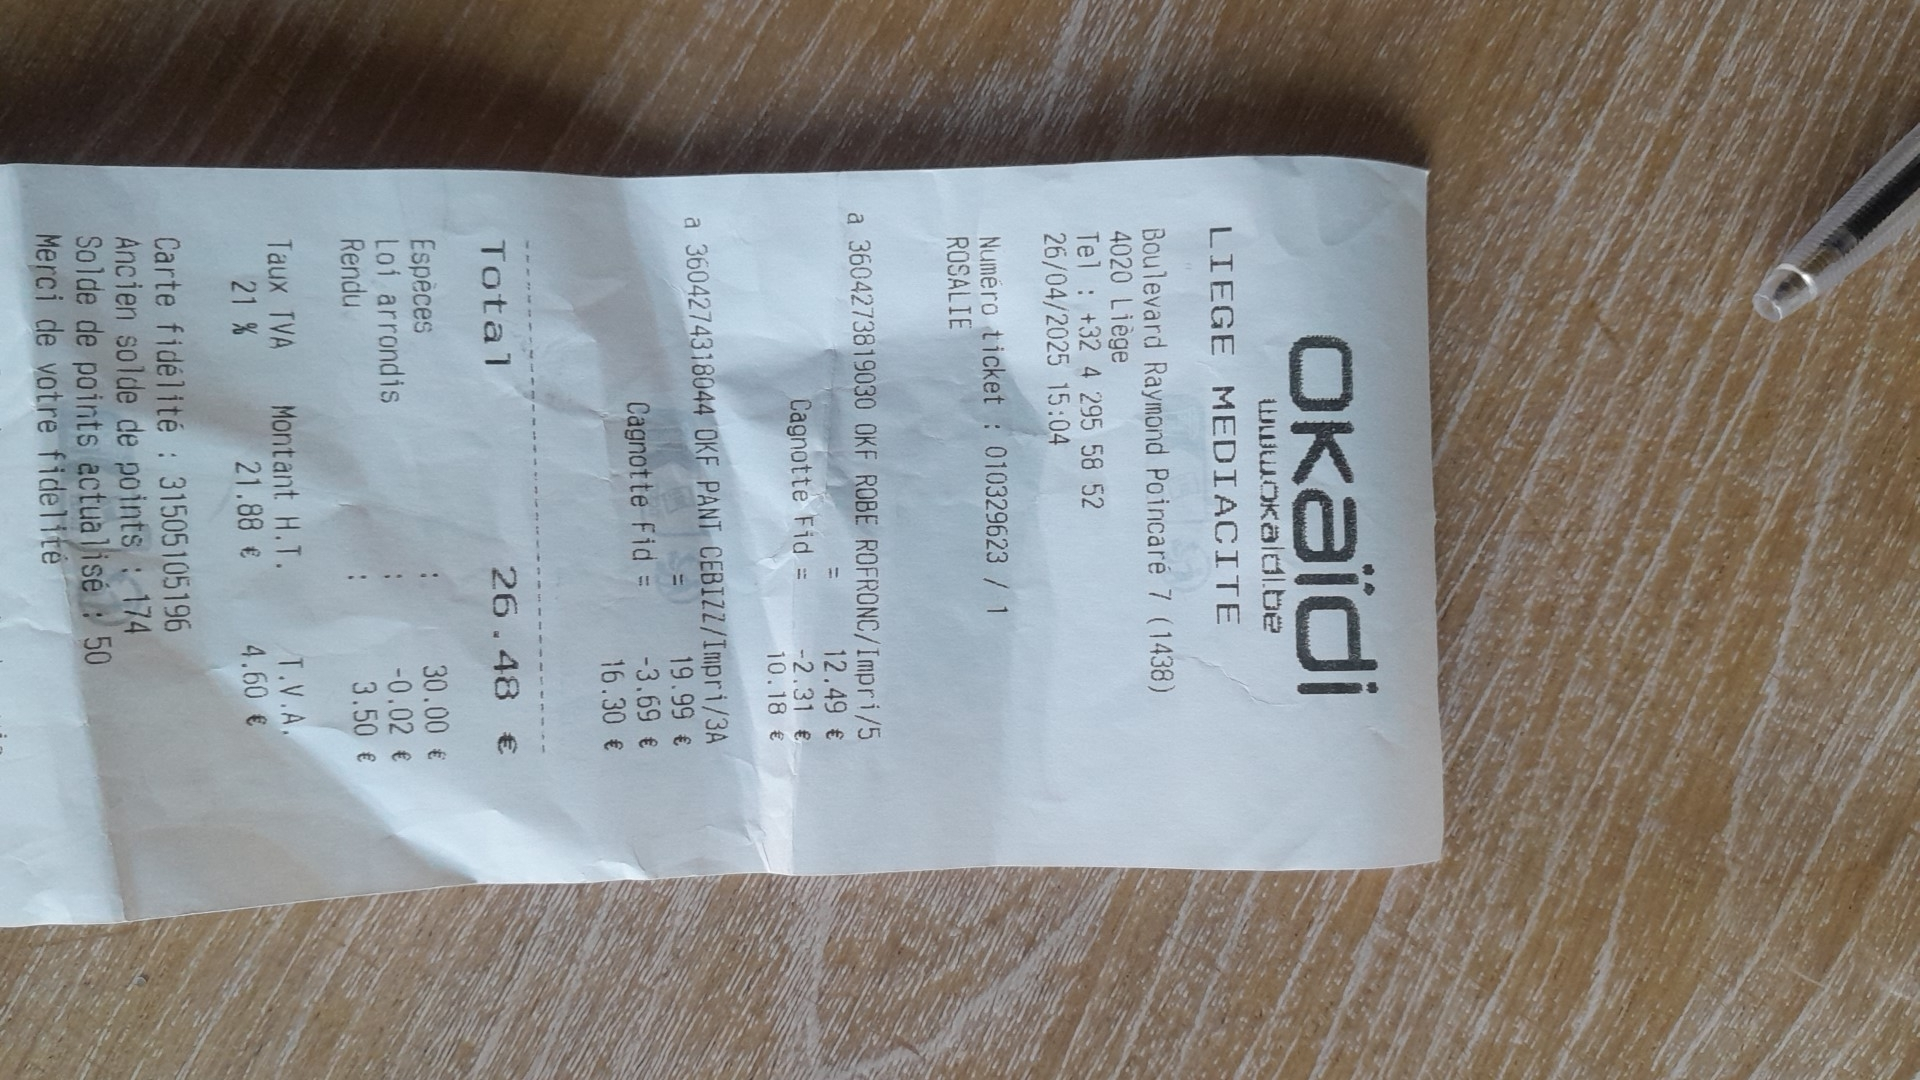 okaïdi
www.okaidi.be
LIEGE MEDIACITE
Boulevard Raymond Poincaré 7 (1438)
4020 Liège
Tel : +32 4 295 58 52
26/04/2025 15:04
Numéro ticket : 010329623 / 1
ROSALIE
a 3604273819030 OKF ROBE ROFRONC/Impri/5
= 12.49 €
Cagnotte Fid = -2.31 €
10.18 €
a 3604274318044 OKF PANT CEBIZZ/Impri/3A
= 19.99 €
Cagnotte Fid = -3.69 €
16.30 €
Total 26.48 €
Espèces : 30.00 €
Loi arrondis : -0.02 €
Rendu : 3.50 €
Taux TVA Montant H.T. T.V.A.
21 % 21.88 € 4.60 €
Carte fidélité : 31505105196
Ancien solde de points : 174
Solde de points actualisé : 50
Merci de votre fidelité